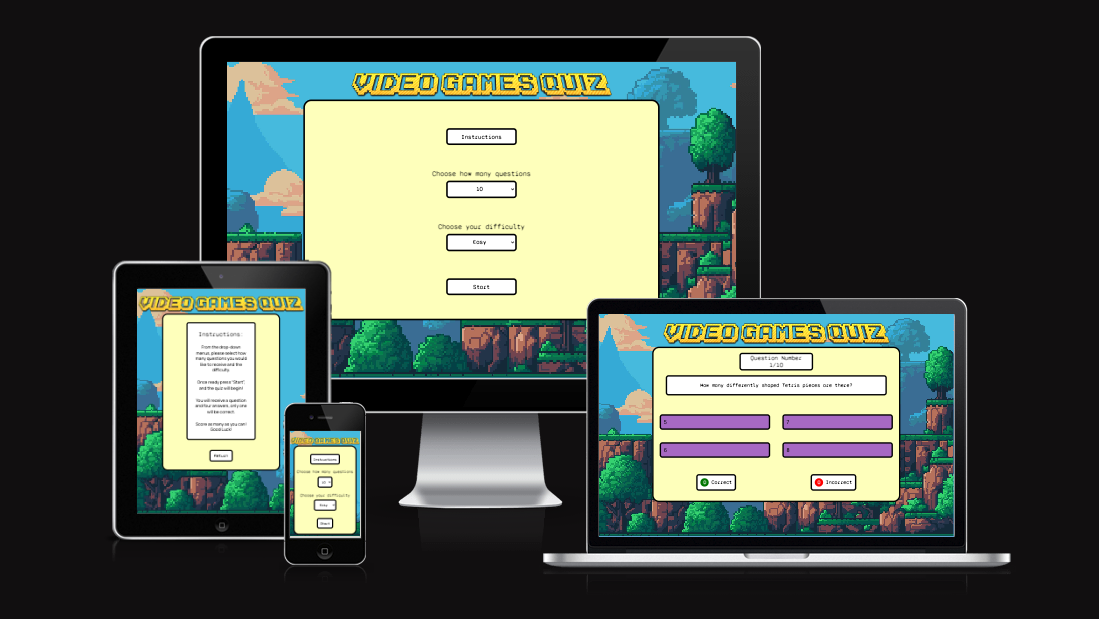 VIDEO GAMES QUIZ
Instructions
Choose how many questions
10
Choose your difficulty
Easy
Start
VIDEO GAMES QUIZ
Instructions:
From the drop-down
menus, please select how
many questions you would
like to receive and the
difficulty.
Once ready press "Start",
and the quiz will begin!
You will receive a question
and four answers, only one
will be correct.
Score as many as you can!
Good Luck!
Return
VIDEO GAMES QUIZ
Instructions
Choose how many questions
10
Choose your difficulty
Easy
Start
VIDEO GAMES QUIZ
Question Number
1/10
How many differently shaped Tetris pieces are there?
5
7
6
8
0 Correct
0 Incorrect